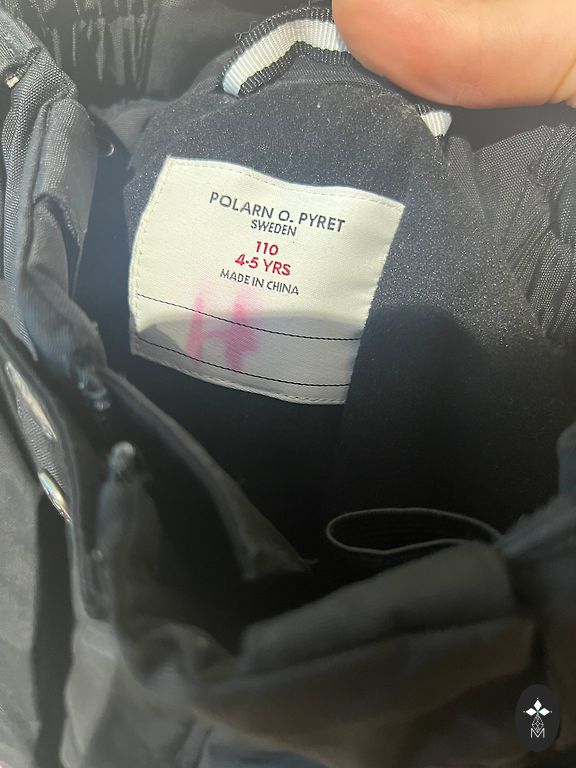 POLARN O. PYRET
SWEDEN
110
4-5 YRS
MADE IN CHINA
H
M